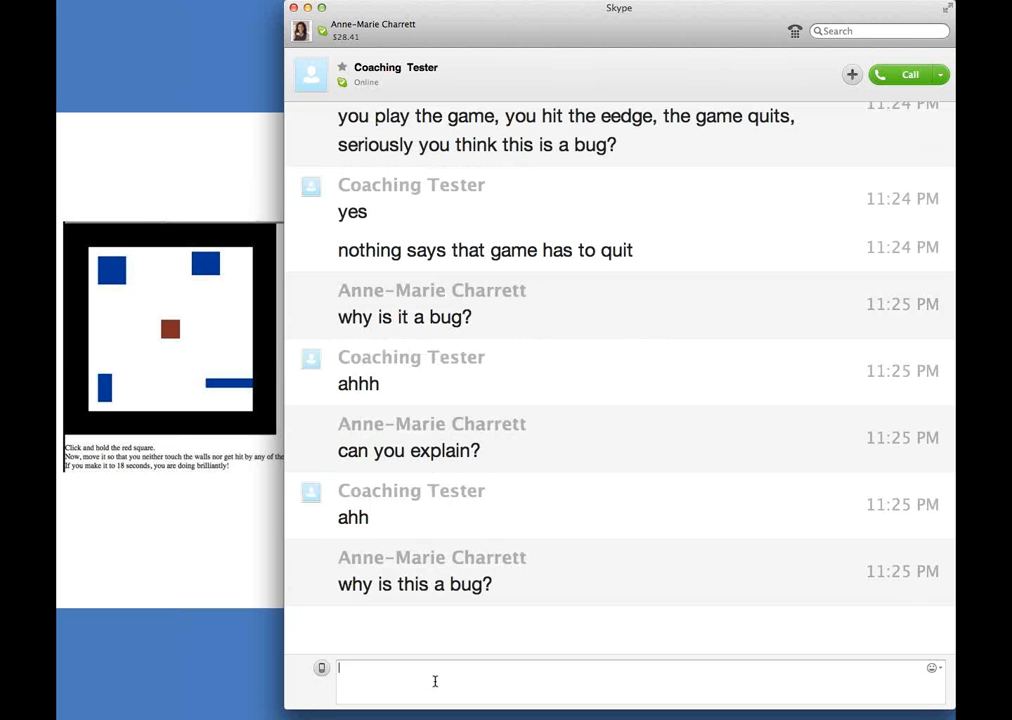 Skype
Anne-Marie Charrett
$28.41
Search
Coaching Tester
Online
Call
11:24 PM
you play the game, you hit the eedge, the game quits,
seriously you think this is a bug?
Coaching Tester
yes
11:24 PM
nothing says that game has to quit
11:24 PM
Anne-Marie Charrett
why is it a bug?
11:25 PM
Coaching Tester
ahhh
11:25 PM
Anne-Marie Charrett
can you explain?
11:25 PM
Coaching Tester
ahh
11:25 PM
Anne-Marie Charrett
why is this a bug?
11:25 PM
Click and hold the red square.
Now, move it so that you neither touch the walls nor get hit by any of the
If you make it to 18 seconds, you are doing brilliantly!